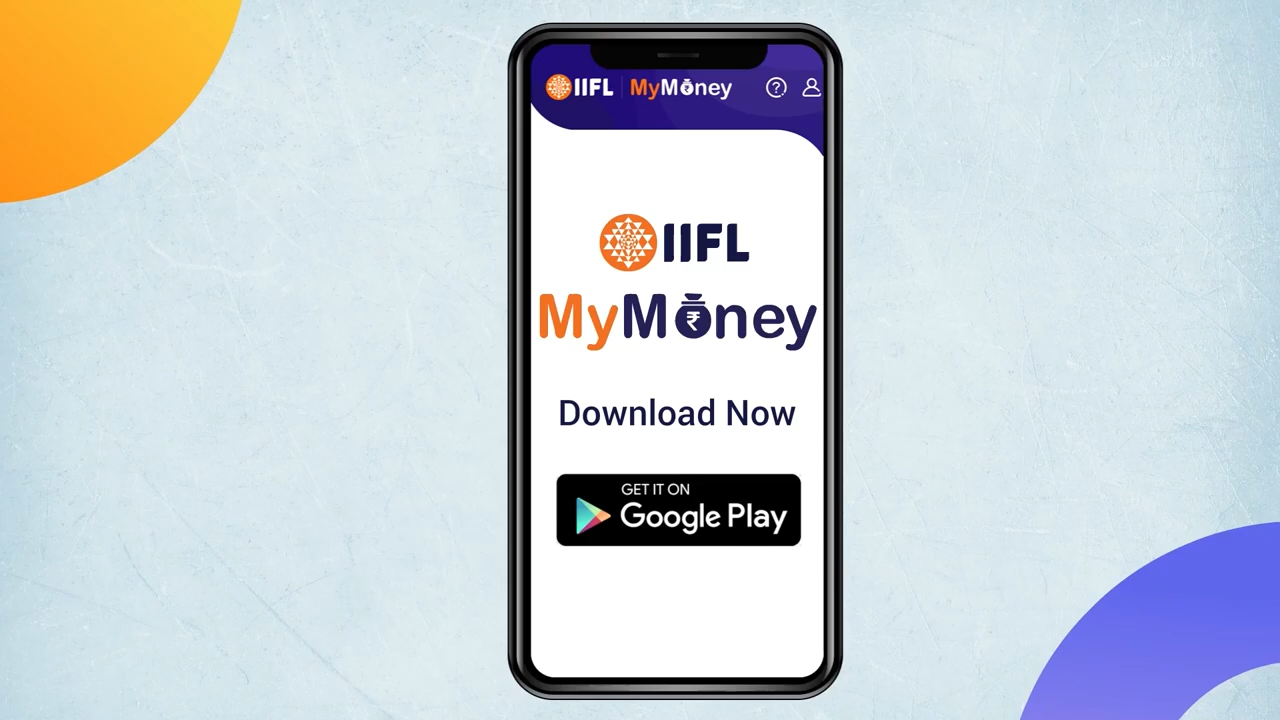 IIFL MyMoney
IIFL
MyMoney
Download Now
GET IT ON
Google Play